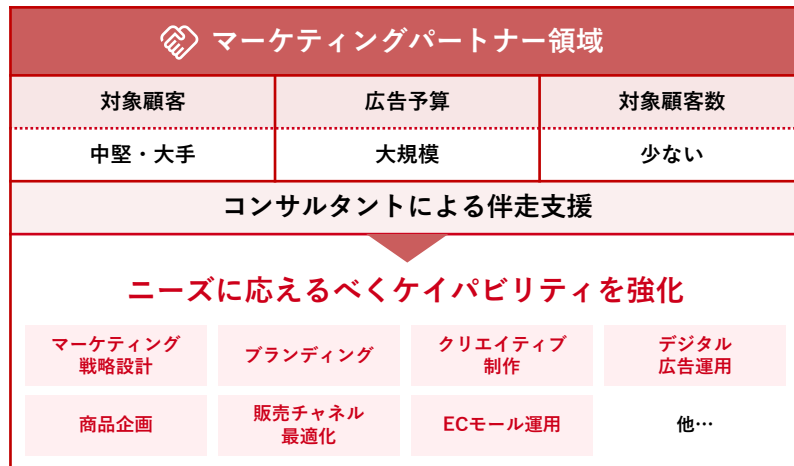 マーケティングパートナー領域
対象顧客 広告予算 対象顧客数
中堅・大手 大規模 少ない
コンサルタントによる伴走支援
ニーズに応えるべくケイパビリティを強化
マーケティング
戦略設計
ブランディング
クリエイティブ
制作
デジタル
広告運用
商品企画
販売チャネル
最適化
ECモール運用
他…